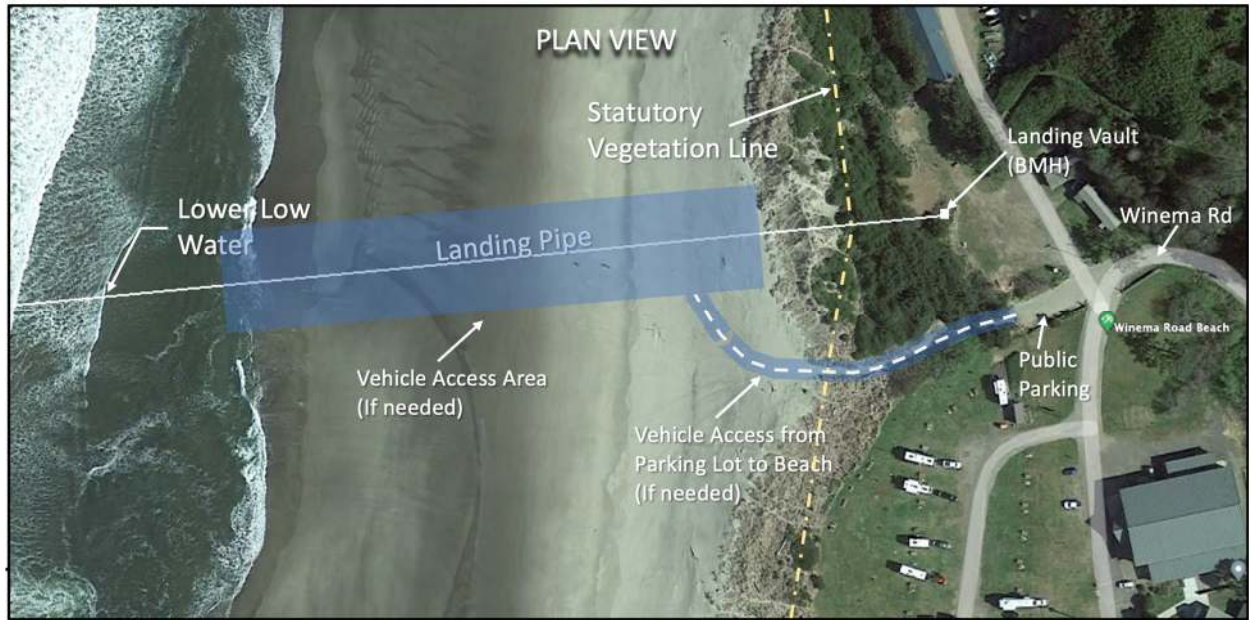 PLAN VIEW
Statutory
Vegetation Line
Landing Vault
(BMH)
Lower Low
Water
Winema Rd
Landing Pipe
Winema Road Beach
Vehicle Access Area
(If needed)
Public
Parking
Vehicle Access from
Parking Lot to Beach
(If needed)